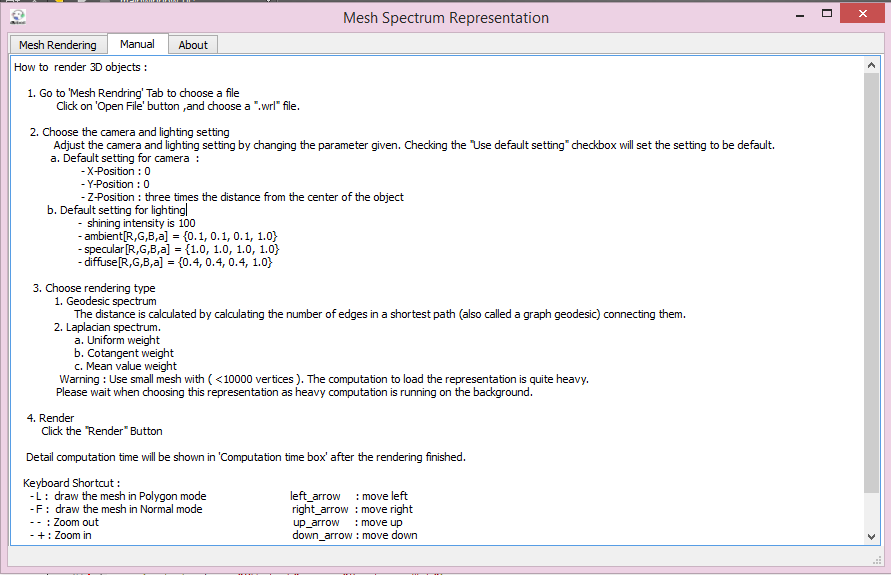 Mesh Spectrum Representation
Mesh Rendering Manual About
How to render 3D objects :
1. Go to 'Mesh Rendring' Tab to choose a file
Click on 'Open File' button ,and choose a ".wrl" file.
2. Choose the camera and lighting setting
Adjust the camera and lighting setting by changing the parameter given. Checking the "Use default setting" checkbox will set the setting to be default.
a. Default setting for camera :
- X-Position : 0
- Y-Position : 0
- Z-Position : three times the distance from the center of the object
b. Default setting for lighting
- shining intensity is 100
- ambient[R,G,B,a] = {0.1, 0.1, 0.1, 1.0}
- specular[R,G,B,a] = {1.0, 1.0, 1.0, 1.0}
- diffuse[R,G,B,a] = {0.4, 0.4, 0.4, 1.0}
3. Choose rendering type
1. Geodesic spectrum
The distance is calculated by calculating the number of edges in a shortest path (also called a graph geodesic) connecting them.
2. Laplacian spectrum.
a. Uniform weight
b. Cotangent weight
c. Mean value weight
Warning : Use small mesh with ( <10000 vertices ). The computation to load the representation is quite heavy.
Please wait when choosing this representation as heavy computation is running on the background.
4. Render
Click the "Render" Button
Detail computation time will be shown in 'Computation time box' after the rendering finished.
Keyboard Shortcut :
- L : draw the mesh in Polygon mode left_arrow : move left
- F : draw the mesh in Normal mode right_arrow : move right
- - : Zoom out up_arrow : move up
- + : Zoom in down_arrow : move down